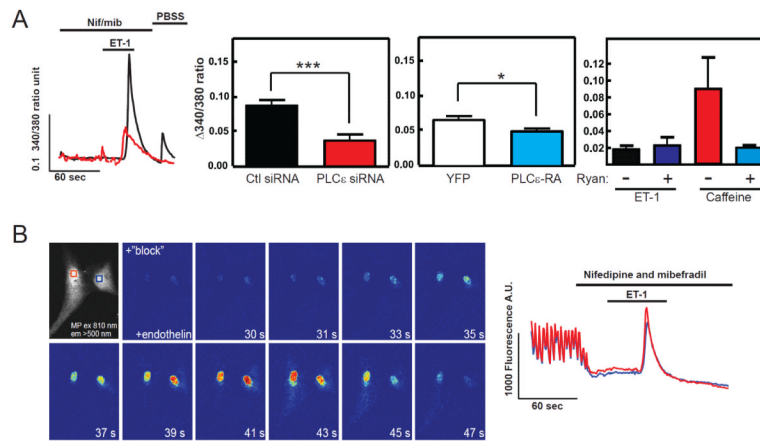 A
Nif/mib
PBSS
ET-1
0.1 340/380 ratio unit
60 sec
Δ340/380 ratio
0.15
0.10
0.05
0.00
***
Ctl siRNA
PLCε siRNA
0.15
0.10
0.05
0.00
*
YFP
PLCε-RA
0.12
0.10
0.08
0.06
0.04
0.02
Ryan: - + - +
ET-1 Caffeine
B
MP ex 810 nm
em >500 nm
+"block"
+endothelin
30 s
31 s
33 s
35 s
37 s
39 s
41 s
43 s
45 s
47 s
Nifedipine and mibefradil
ET-1
1000 Fluorescence A.U.
60 sec